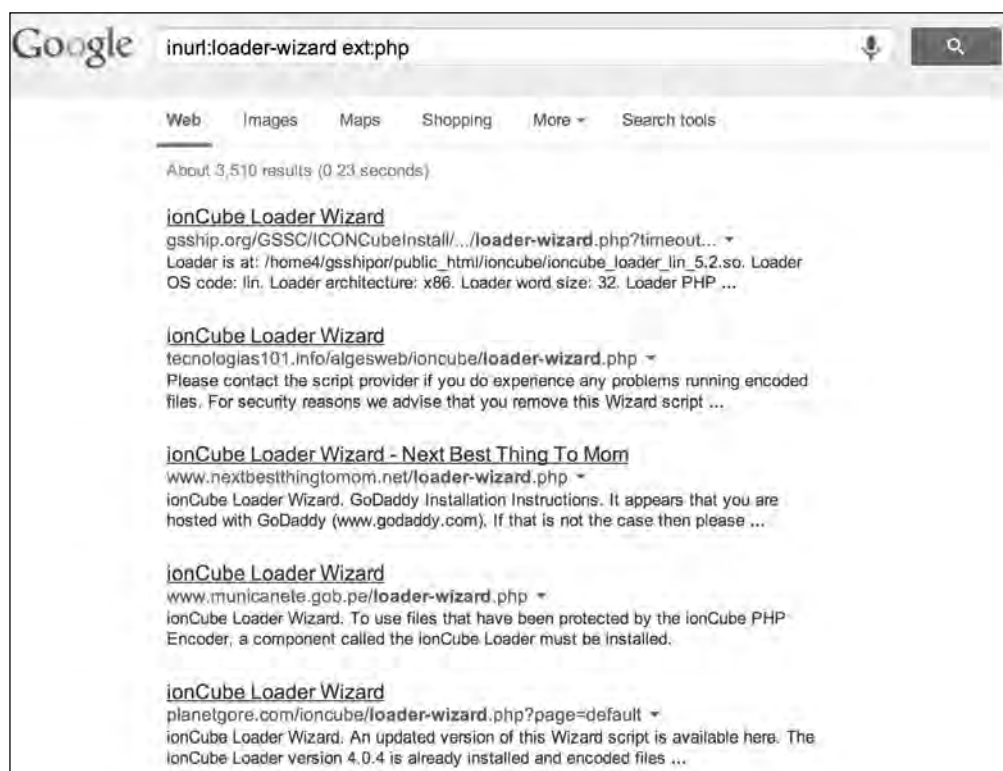 Google inurl:loader-wizard ext:php
Web Images Maps Shopping More Search tools
About 3,510 results (0.23 seconds)
ionCube Loader Wizard
gsship.org/GSSC/ICONCubeInstall/.../loader-wizard.php?timeout...
Loader is at: /home4/gsshipor/public_html/ioncube/ioncube_loader_lin_5.2.so. Loader
OS code: lin. Loader architecture: x86. Loader word size: 32. Loader PHP ...
ionCube Loader Wizard
tecnologias101.info/algesweb/ioncube/loader-wizard.php
Please contact the script provider if you do experience any problems running encoded
files. For security reasons we advise that you remove this Wizard script ...
ionCube Loader Wizard - Next Best Thing To Mom
www.nextbestthingtomom.net/loader-wizard.php
ionCube Loader Wizard. GoDaddy Installation Instructions. It appears that you are
hosted with GoDaddy (www.godaddy.com). If that is not the case then please ...
ionCube Loader Wizard
www.municanete.gob.pe/loader-wizard.php
ionCube Loader Wizard. To use files that have been protected by the ionCube PHP
Encoder, a component called the ionCube Loader must be installed.
ionCube Loader Wizard
planetgore.com/ioncube/loader-wizard.php?page=default
ionCube Loader Wizard. An updated version of this Wizard script is available here. The
ionCube Loader version 4.0.4 is already installed and encoded files ...